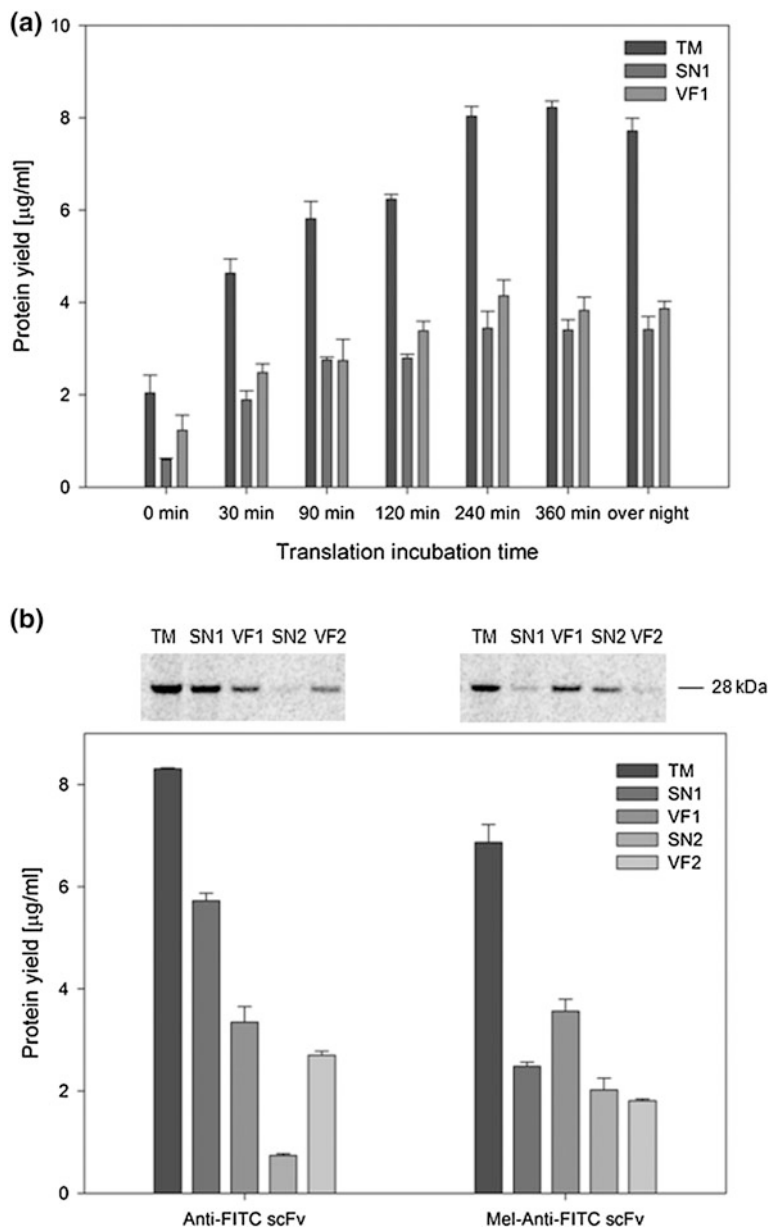 (a)
10
8
6
4
2
0
Protein yield [µg/ml]
TM
SN1
VF1
0 min 30 min 90 min 120 min 240 min 360 min over night
Translation incubation time
(b)
TM SN1 VF1 SN2 VF2
TM SN1 VF1 SN2 VF2
28 kDa
8
6
4
2
0
Protein yield [µg/ml]
TM
SN1
VF1
SN2
VF2
Anti-FITC scFv
Mel-Anti-FITC scFv